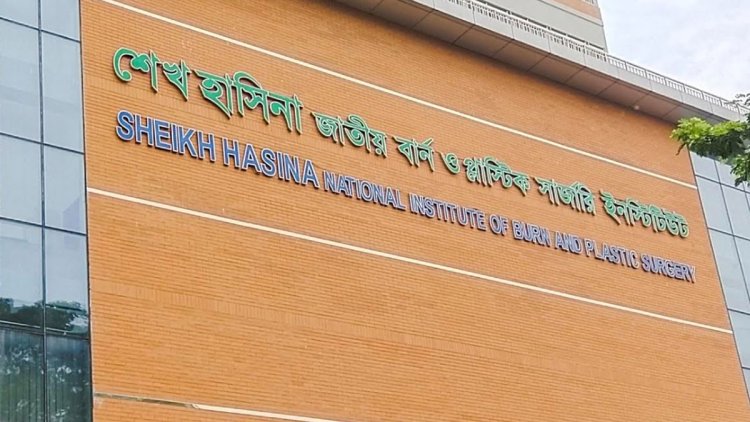 শেখ হাসিনা জাতীয় বার্ন ও প্লাস্টিক সার্জারি ইনস্টিটিউট
SHEIKH HASINA NATIONAL INSTITUTE OF BURN AND PLASTIC SURGERY